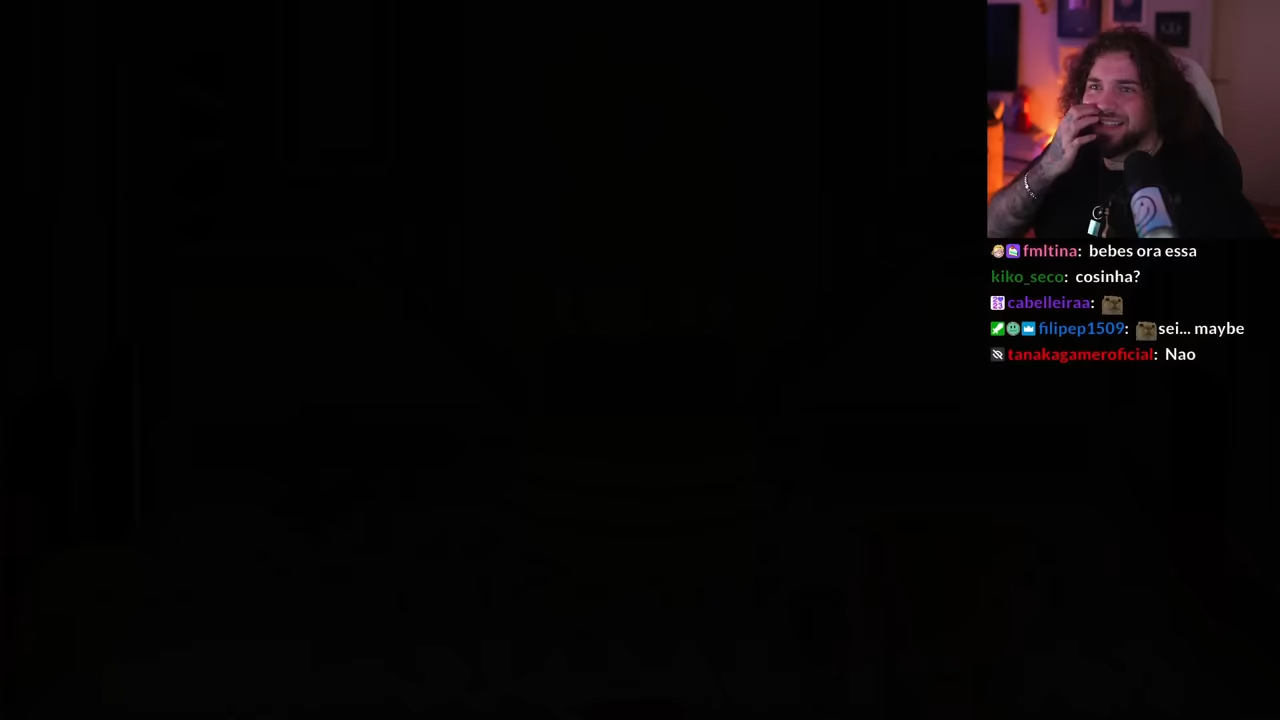 fmltina: bebes ora essa
kiko_seco: cosinha?
cabelleiraa:
filipep1509: sei... maybe
tanakagameroficial: Nao